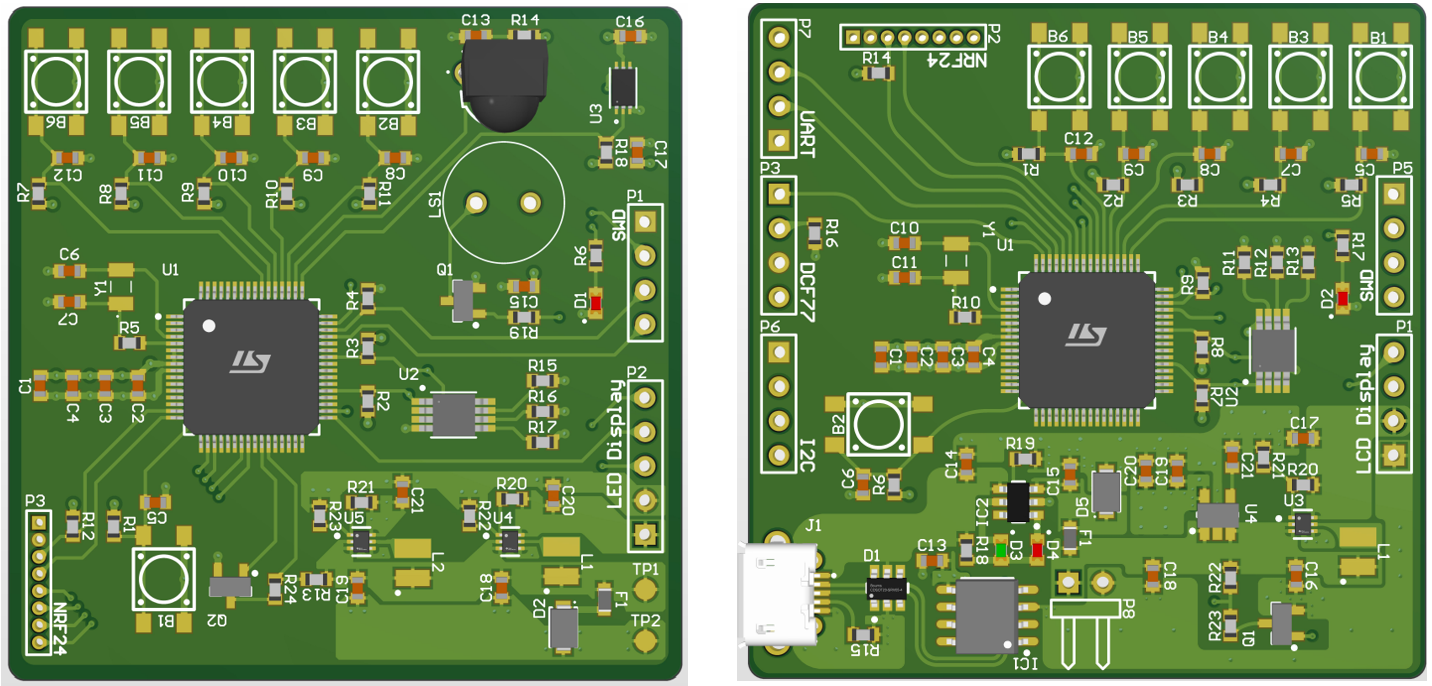 C13 R14 C16
B6 B5 B4 B3 B2
U3
C12 C11 C10 C9 C8
R18 C17
R7 R8 R9 R10 R11
LS1
P1
SWD
R6
C6 U1
Y1
C7
Q1 C15 D1
R4
R5 R19
R3
U2 R15 P2
C1 C4 C3 C2
R2 R16
R17
LED Display
P3
R12 R1 C5
R23 R21 C21
U5
R22 R20 C20
U4
L2 L1
TP1
NRF24
B1 Q2 R24 R13 C19 C18
D2 F1
TP2
P7
UART
R14
P2
NRF24
B6 B5 B4 B3 B1
R1 C12 C9 C8 C7 C5
R2 R3 R4 R5
P3
DCF77
R16
C10 Y1 U1
C11
R10
P5
SWD
R17
D2
R11 R12 R13
R9
R8
R7
U2
P6
I2C
C1 C2 C3 C4
B2
C6 R6
P1
LCD Display
C14 R19 C15
IC2
D5
C20 C19 C21 R21 C17
R20
U4 U3
L1
J1
D1 C13 R18 D3 D4 F1
R15
IC1
P8
C18 R22 C16
R23 Q1